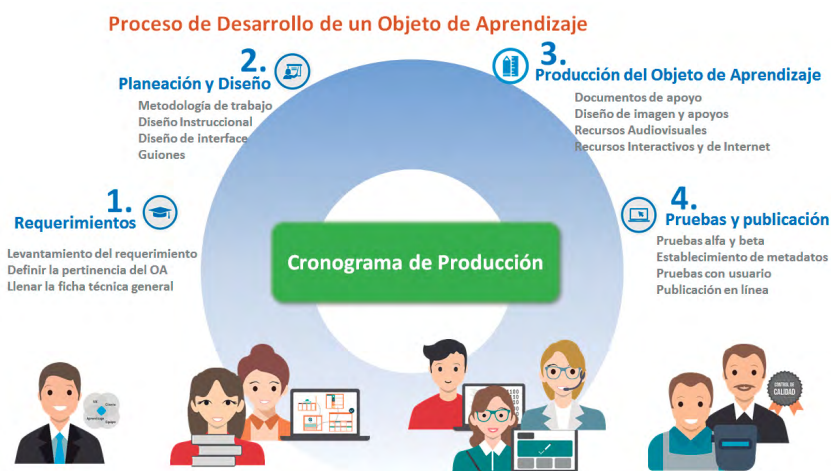 Proceso de Desarrollo de un Objeto de Aprendizaje
1.
Requerimientos
Levantamiento del requerimiento
Definir la pertinencia del OA
Llenar la ficha técnica general
2.
Planeación y Diseño
Metodología de trabajo
Diseño Instruccional
Diseño de interface
Guiones
3.
Producción del Objeto de Aprendizaje
Documentos de apoyo
Diseño de imagen y apoyos
Recursos Audiovisuales
Recursos Interactivos y de Internet
4.
Pruebas y publicación
Pruebas alfa y beta
Establecimiento de metadatos
Pruebas con usuario
Publicación en línea
Cronograma de Producción
CONTROL DE
CALIDAD